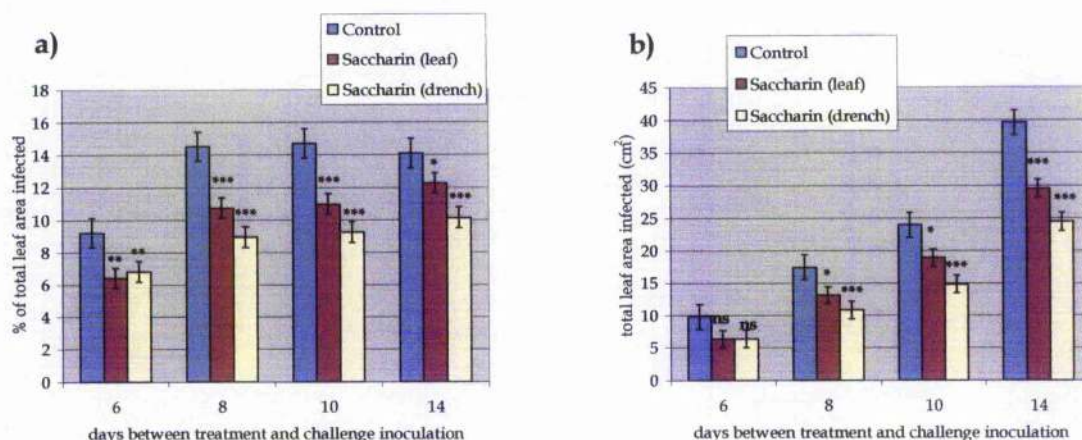 a)
Control
Saccharin (leaf)
Saccharin (drench)
% of total leaf area infected
18
16
14
12
10
8
6
4
2
0
** **
*** ***
*** ***
* ***
6 8 10 14
days between treatment and challenge inoculation
b)
Control
Saccharin (leaf)
Saccharin (drench)
total leaf area infected (cm²)
45
40
35
30
25
20
15
10
5
0
ns ns
* ***
* ***
*** ***
6 8 10 14
days between treatment and challenge inoculation